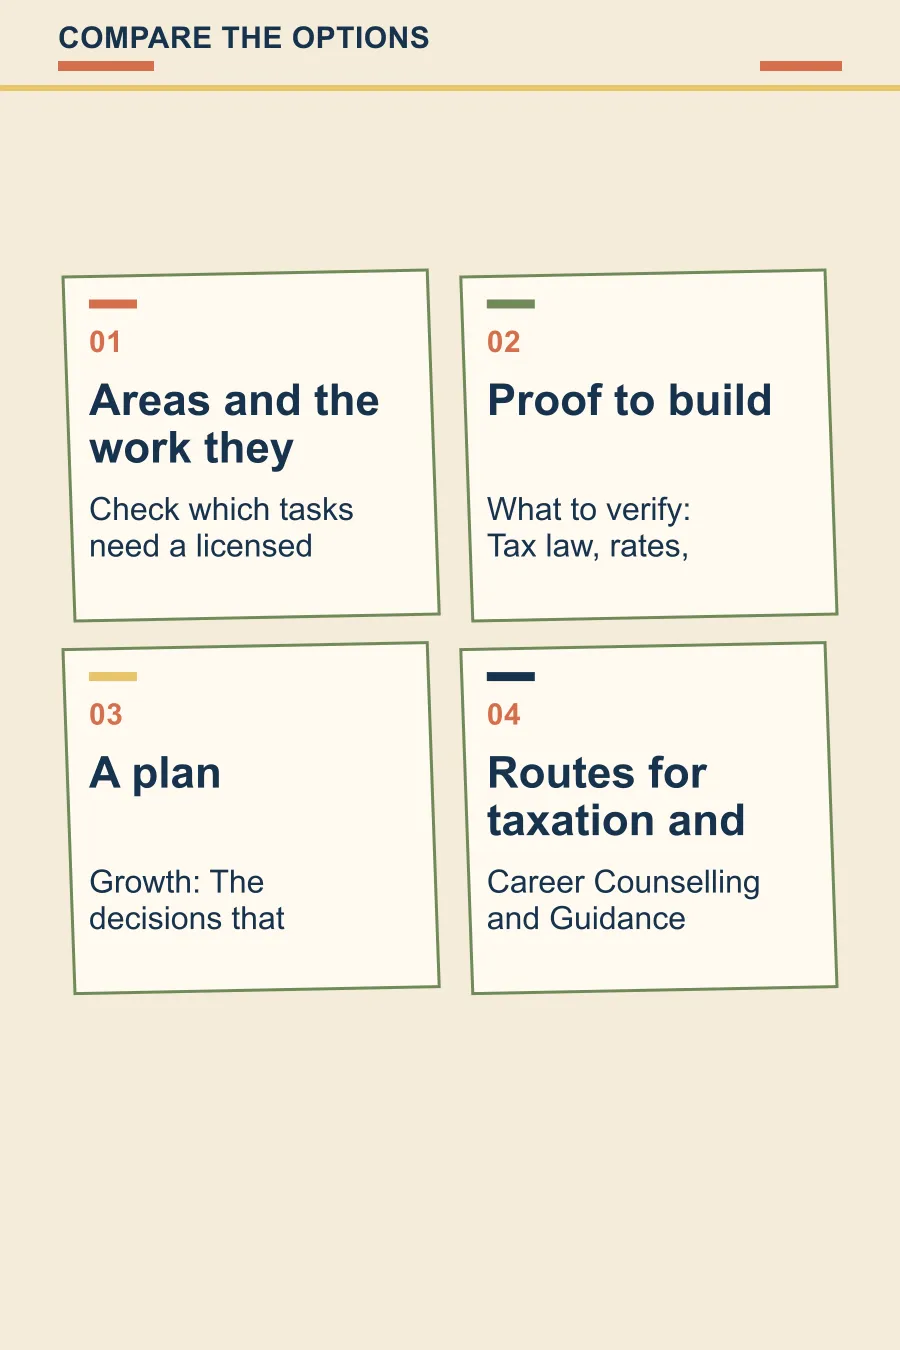 COMPARE THE OPTIONS
01
Areas and the
work they
Check which tasks
need a licensed
02
Proof to build
What to verify:
Tax law, rates,
03
A plan
Growth: The
decisions that
04
Routes for
taxation and
Career Counselling
and Guidance